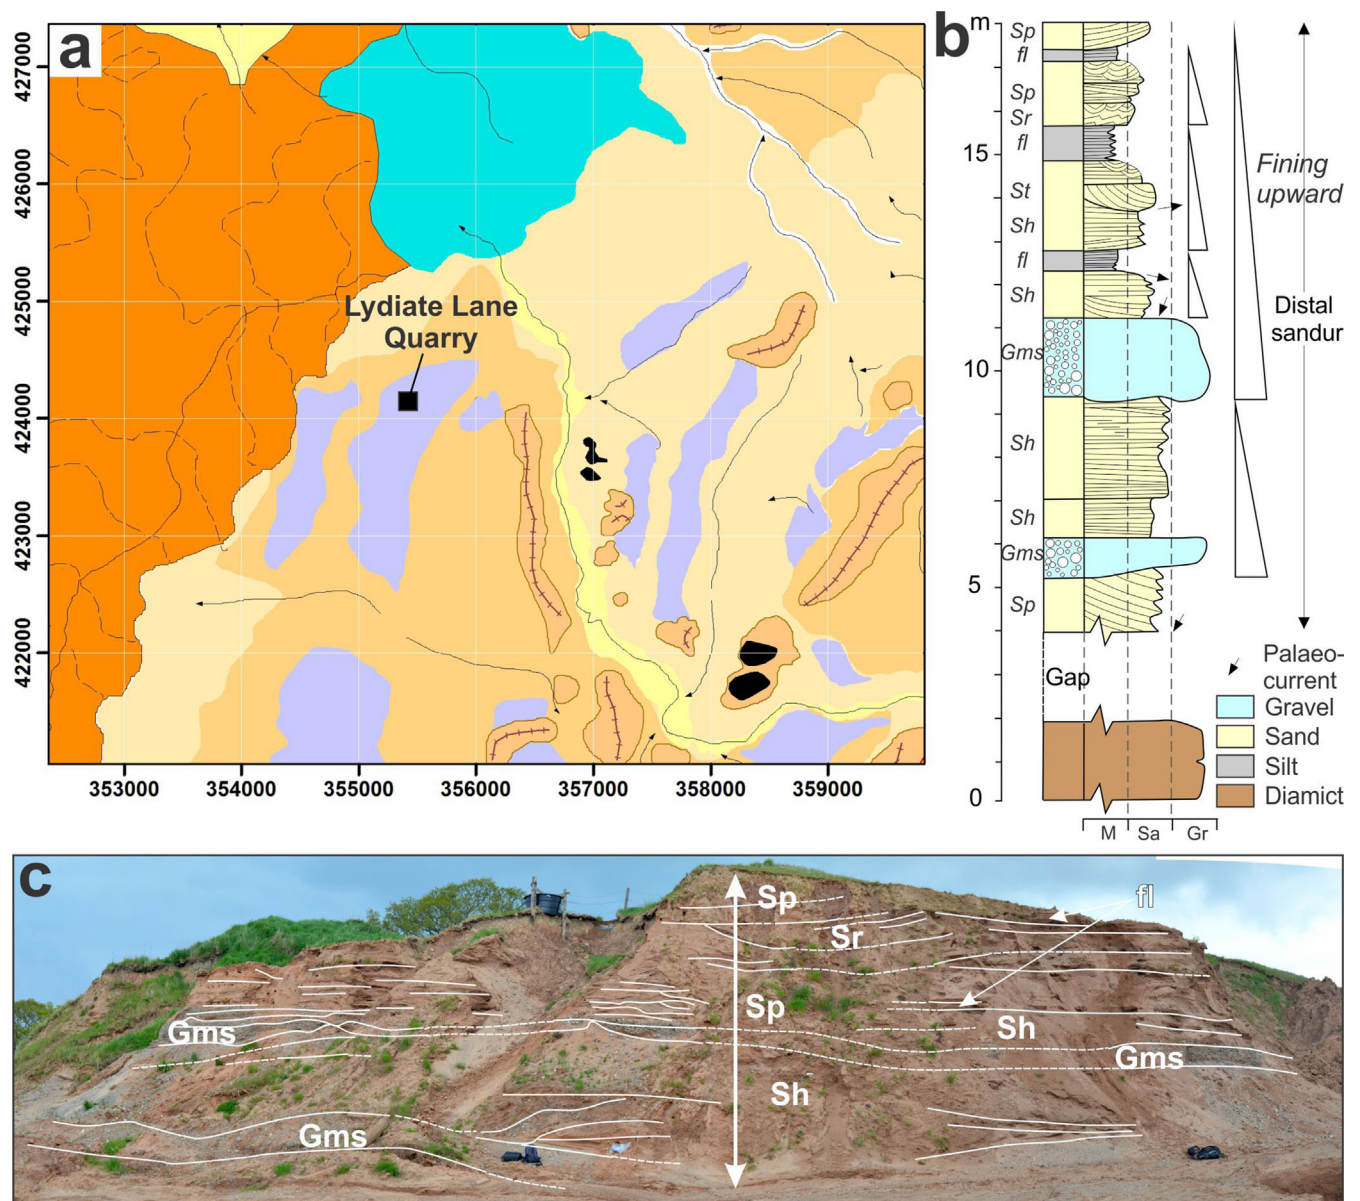 a
427000
426000
425000
424000
423000
422000
353000
354000
355000
356000
357000
358000
359000
Lydiate Lane
Quarry
b
m
15
10
5
0
Sp
fl
Sp
Sr
fl
St
Sh
fl
Sh
Gms
Sh
Sh
Gms
Sp
Gap
Fining
upward
Distal
sandur
Palaeo-
current
Gravel
Sand
Silt
Diamict
M
Sa
Gr
c
Sp
fl
Sr
Gms
Sp
Sh
Gms
Sh
Gms